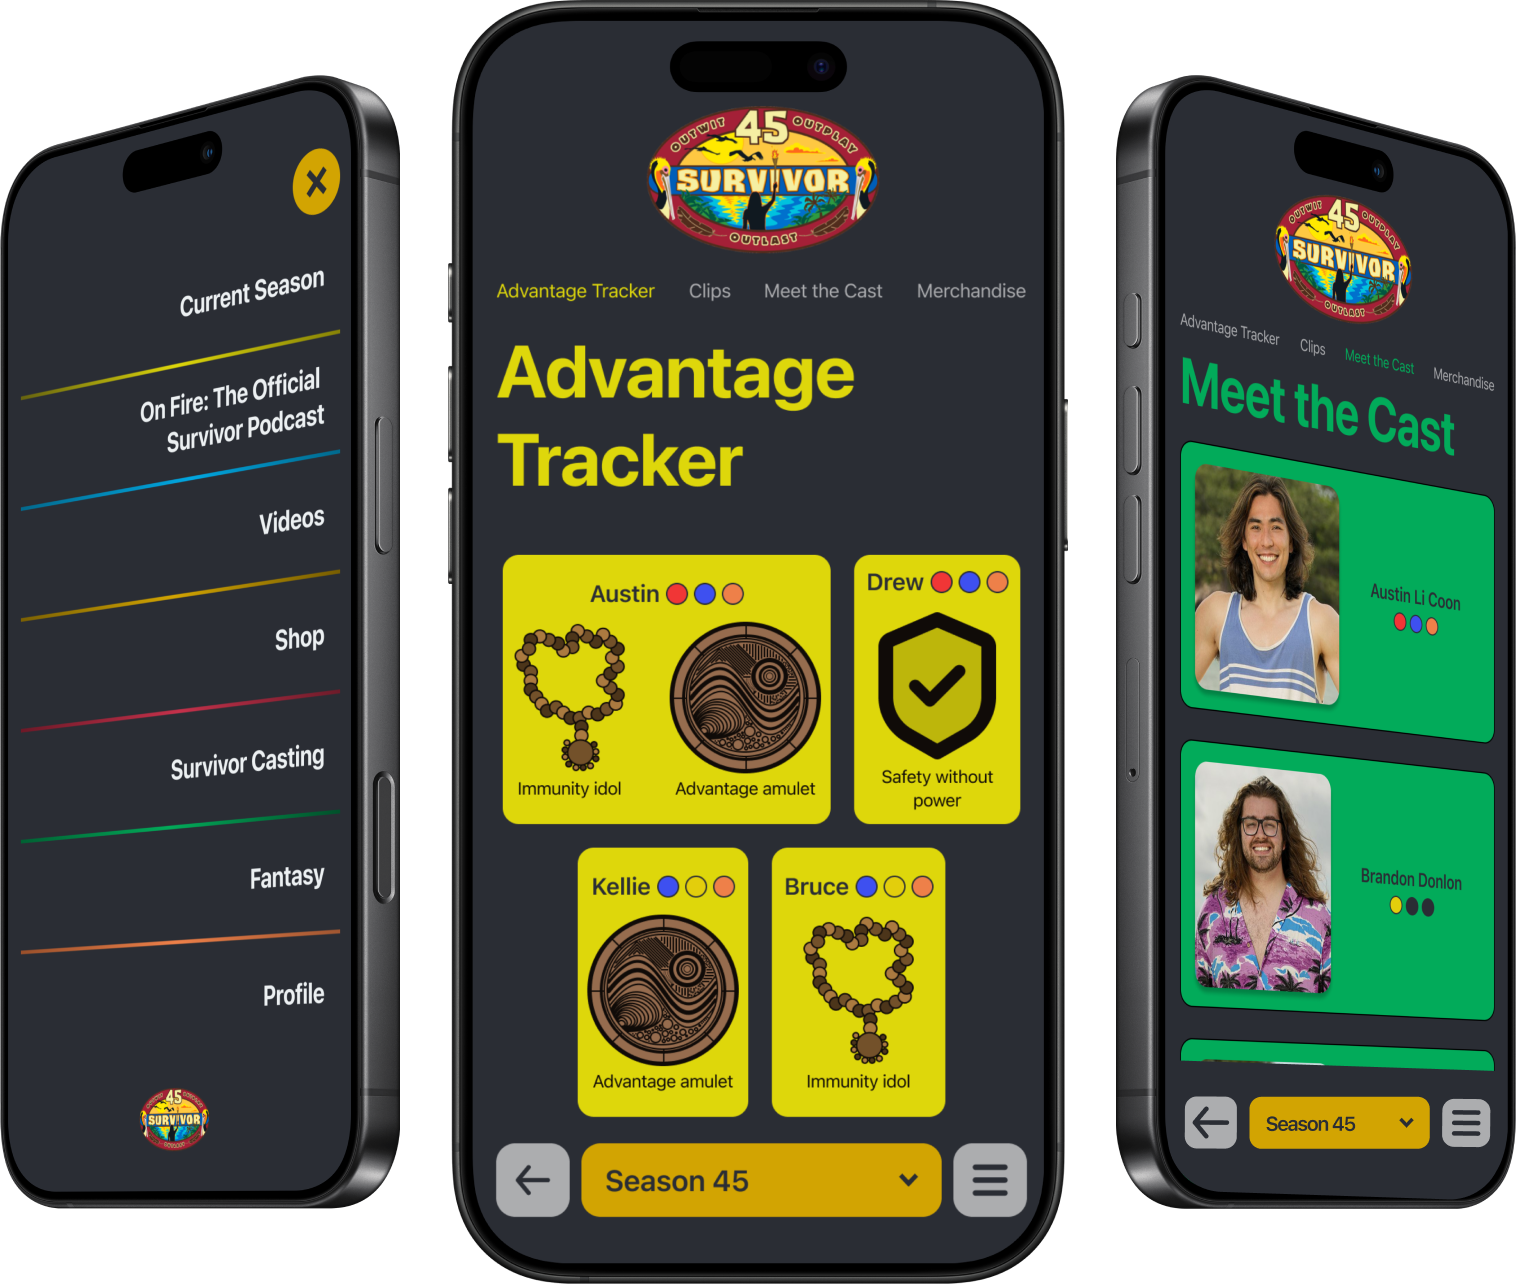 Current Season
On Fire: The Official
Survivor Podcast
Videos
Shop
Survivor Casting
Fantasy
Profile
45
SURVIVOR
OUTWIT 45 OUTPLAY
SURVIVOR
OUTLAST
Advantage Tracker Clips Meet the Cast Merchandise
Advantage
Tracker
Austin
Immunity idol
Advantage amulet
Drew
Safety without
power
Kellie
Advantage amulet
Bruce
Immunity idol
Season 45
OUTWIT 45 OUTPLAY
SURVIVOR
OUTLAST
Advantage Tracker Clips Meet the Cast Merchandise
Meet the Cast
Austin Li Coon
Brandon Donlon
Season 45